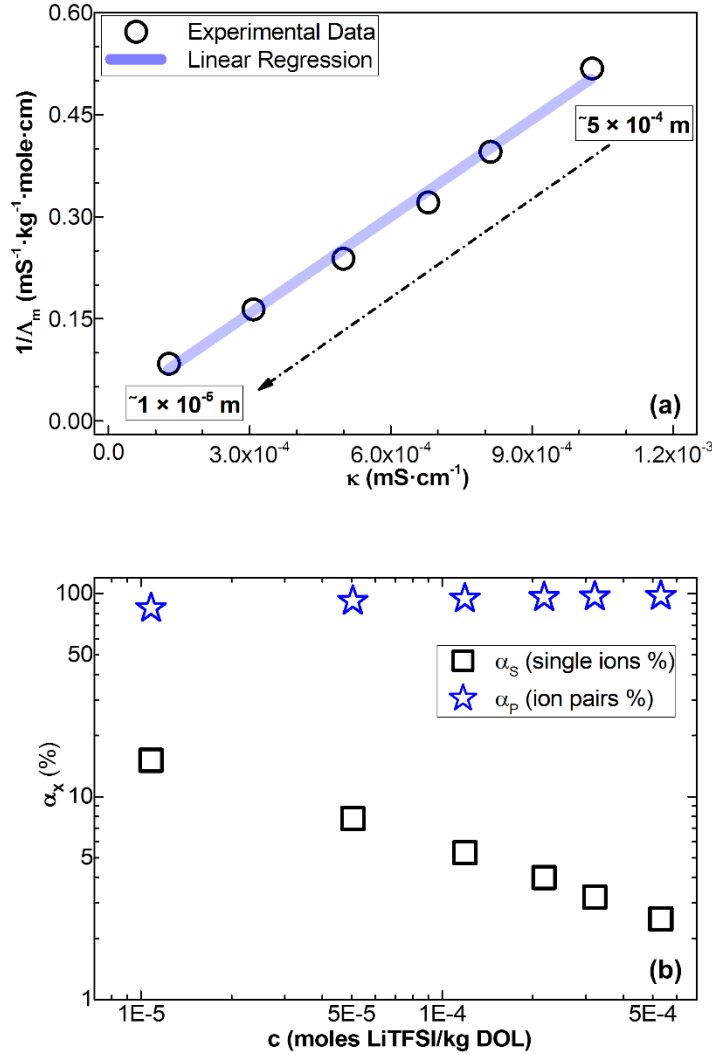 0.60
Experimental Data
Linear Regression
~5 × 10⁻⁴ m
0.45
0.30
0.15
0.00
1/Λm (mS⁻¹·kg⁻¹·mole·cm)
~1 × 10⁻⁵ m
(a)
0.0 3.0x10⁻⁴ 6.0x10⁻⁴ 9.0x10⁻⁴ 1.2x10⁻³
κ (mS·cm⁻¹)
100
50
10
5
1
αx (%)
αS (single ions %)
αP (ion pairs %)
(b)
1E-5 5E-5 1E-4 5E-4
c (moles LiTFSI/kg DOL)